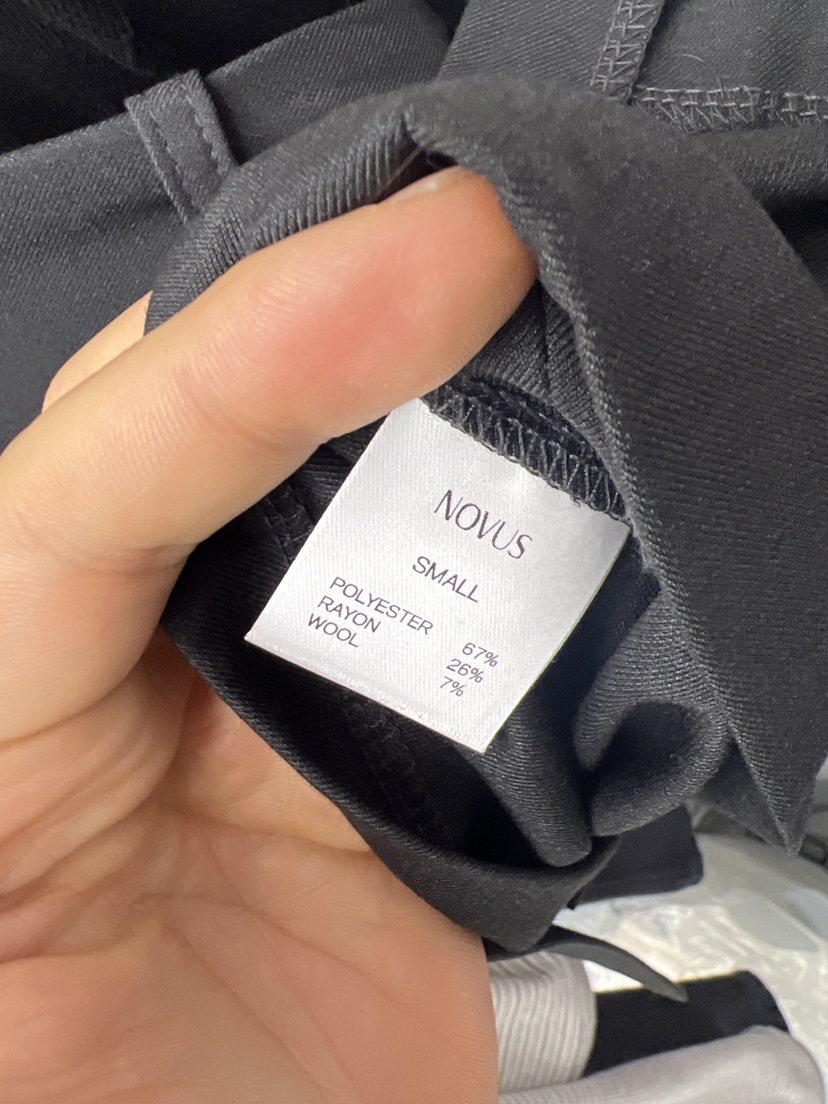 NOVUS
SMALL
POLYESTER 67%
RAYON 26%
WOOL 7%